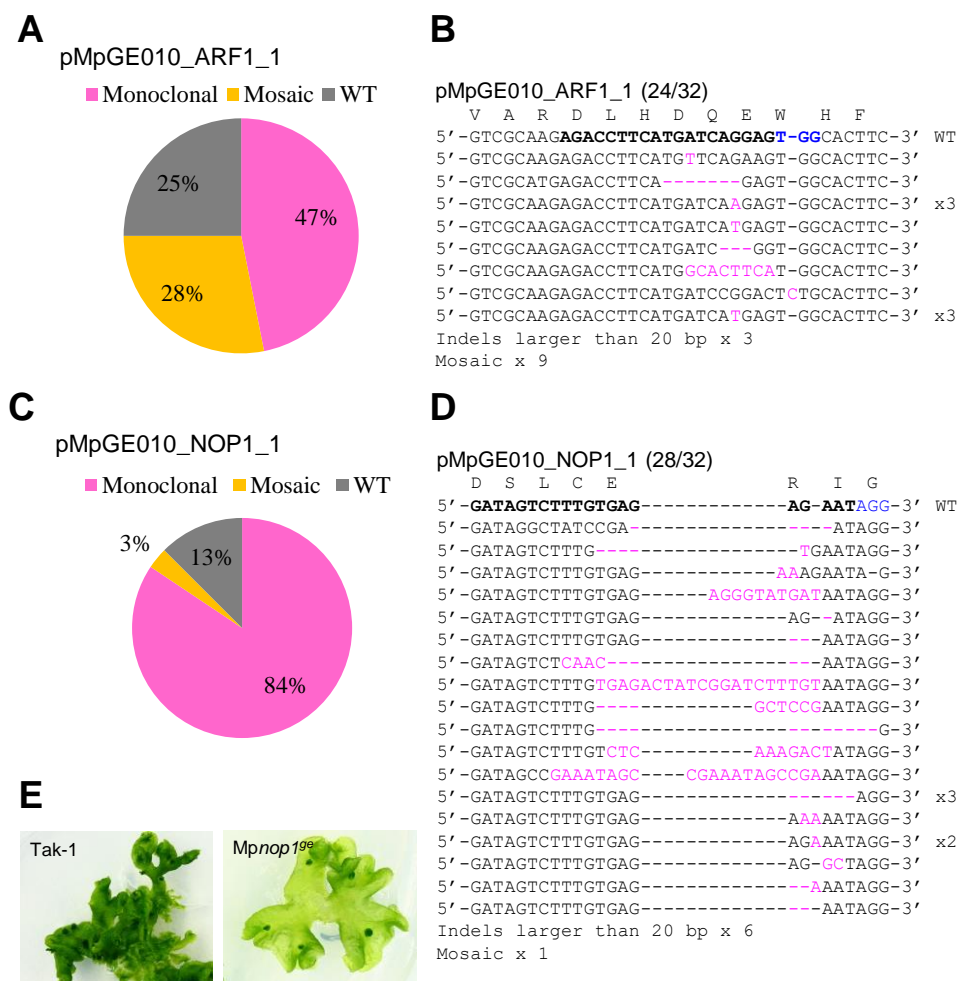 A
pMpGE010_ARF1_1
Monoclonal Mosaic WT
25%
47%
28%
B
pMpGE010_ARF1_1 (24/32)
V A R D L H D Q E W H F
5′-GTCGCAAGAGACCTTCATGATCAGGAGT-GGCACTTC-3′ WT
5′-GTCGCAAGAGACCTTCATGTTCAGAAGT-GGCACTTC-3′
5′-GTCGCATGAGACCTTCA-------GAGT-GGCACTTC-3′
5′-GTCGCAAGAGACCTTCATGATCAAGAGT-GGCACTTC-3′ x3
5′-GTCGCAAGAGACCTTCATGATCATGAGT-GGCACTTC-3′
5′-GTCGCAAGAGACCTTCATGATC---GGT-GGCACTTC-3′
5′-GTCGCAAGAGACCTTCATGGCACTTCAT-GGCACTTC-3′
5′-GTCGCAAGAGACCTTCATGATCCGGACTCTGCACTTC-3′
5′-GTCGCAAGAGACCTTCATGATCATGAGT-GGCACTTC-3′ x3
Indels larger than 20 bp x 3
Mosaic x 9
C
pMpGE010_NOP1_1
Monoclonal Mosaic WT
3%
13%
84%
D
pMpGE010_NOP1_1 (28/32)
D S L C E R I G
5′-GATAGTCTTTGTGAG-------------AG-AATAGG-3′ WT
5′-GATAGGCTATCCGA------------------ATAGG-3′
5′-GATAGTCTTTG------------------TGAATAGG-3′
5′-GATAGTCTTTGTGAG------------AAAGAATA-G-3′
5′-GATAGTCTTTGTGAG------AGGGTATGATAATAGG-3′
5′-GATAGTCTTTGTGAG-------------AG--ATAGG-3′
5′-GATAGTCTTTGTGAG----------------AATAGG-3′
5′-GATAGTCTCAAC-------------------AATAGG-3′
5′-GATAGTCTTTGTGAGACTATCGGATCTTTGTAATAGG-3′
5′-GATAGTCTTTG--------------GCTCCGAATAGG-3′
5′-GATAGTCTTTG-------------------------G-3′
5′-GATAGTCTTTGTCTC----------AAAGACTATAGG-3′
5′-GATAGCCGAAATAGC----CGAAATAGCCGAAATAGG-3′
5′-GATAGTCTTTGTGAG-------------------AGG-3′ x3
5′-GATAGTCTTTGTGAG-------------AAAAATAGG-3′
5′-GATAGTCTTTGTGAG-------------AGAAATAGG-3′ x2
5′-GATAGTCTTTGTGAG-------------AG-GCTAGG-3′
5′-GATAGTCTTTGTGAG---------------AAATAGG-3′
5′-GATAGTCTTTGTGAG----------------AATAGG-3′
Indels larger than 20 bp x 6
Mosaic x 1
E
Tak-1
Mpnop1ge